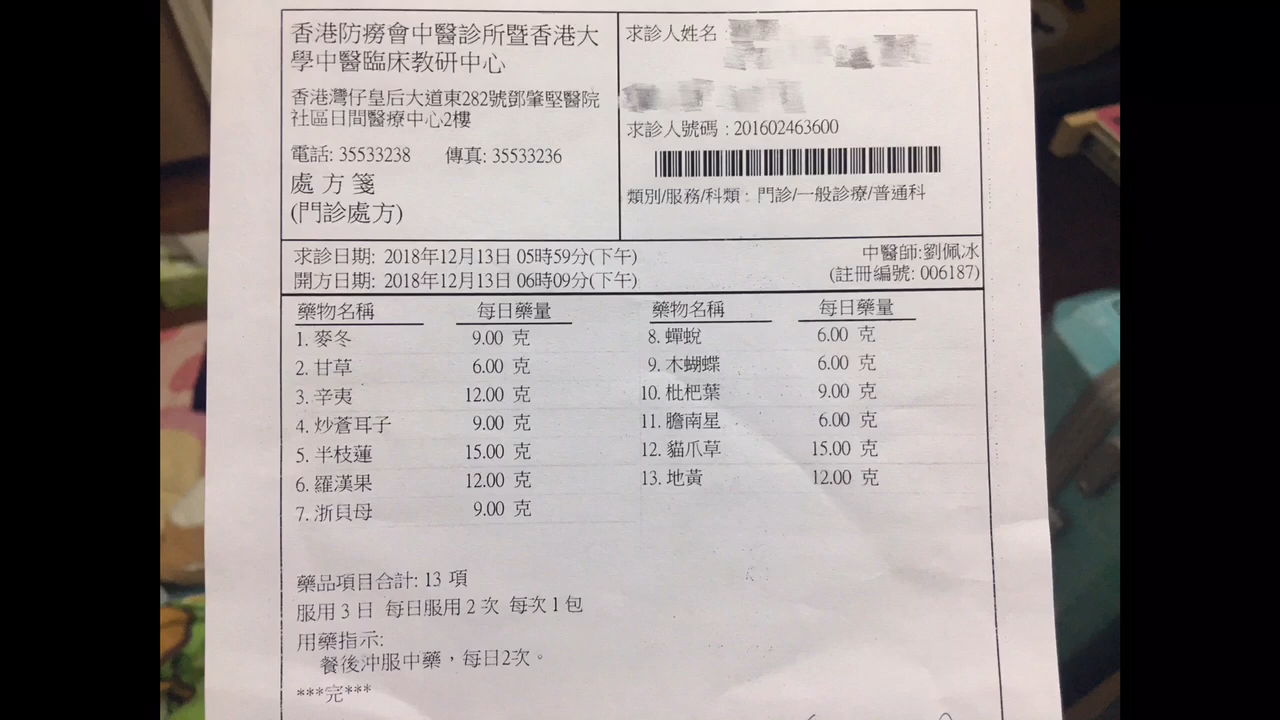 香港防癆會中醫診所暨香港大
學中醫臨床教研中心
香港灣仔皇后大道東282號鄧肇堅醫院
社區日間醫療中心2樓
電話: 35533238 傳真: 35533236
處方箋
(門診處方)
求診人姓名
求診人號碼 : 201602463600
類別/服務/科類 : 門診/一般診療/普通科
求診日期: 2018年12月13日 05時59分(下午)
開方日期: 2018年12月13日 06時09分(下午)
中醫師:劉佩冰
(註冊編號: 006187)
藥物名稱 每日藥量
1. 麥冬 9.00 克
2. 甘草 6.00 克
3. 辛夷 12.00 克
4. 炒蒼耳子 9.00 克
5. 半枝蓮 15.00 克
6. 羅漢果 12.00 克
7. 浙貝母 9.00 克
藥物名稱 每日藥量
8. 蟬蛻 6.00 克
9. 木蝴蝶 6.00 克
10. 枇杷葉 9.00 克
11. 膽南星 6.00 克
12. 貓爪草 15.00 克
13. 地黃 12.00 克
藥品項目合計: 13 項
服用 3 日 每日服用 2 次 每次 1 包
用藥指示:
餐後沖服中藥，每日2次。
***完***